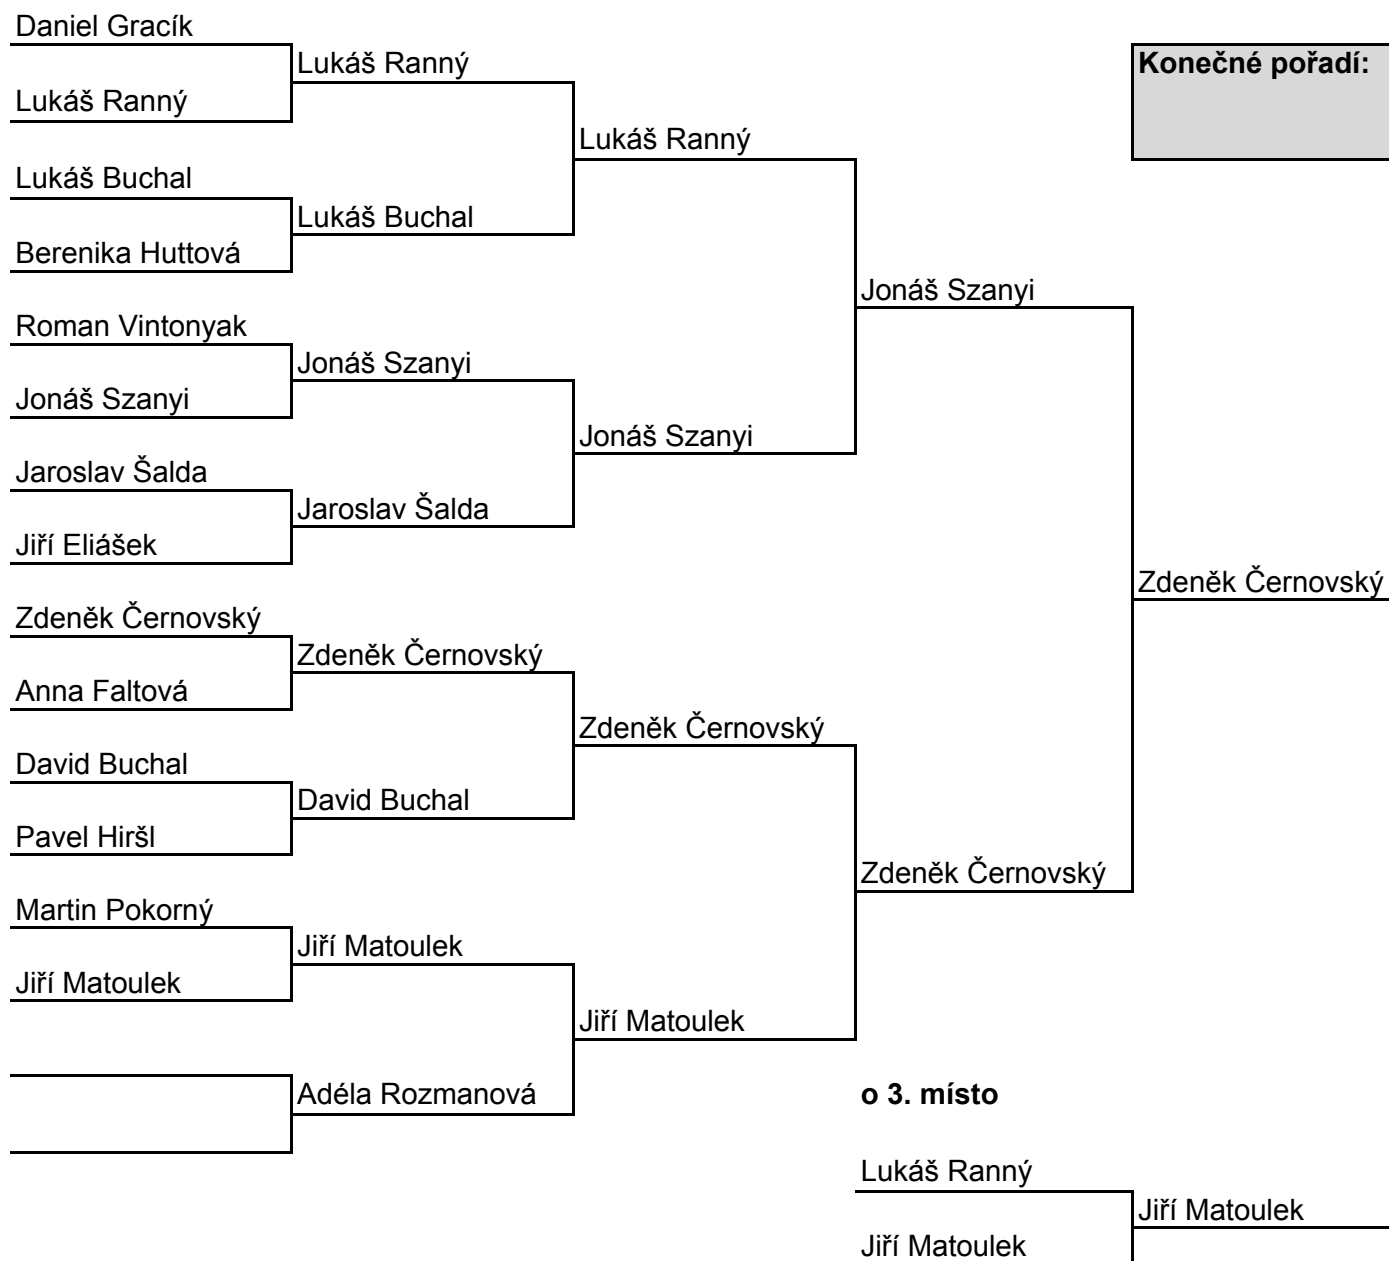 Daniel Gracík
Lukáš Ranný
Konečné pořadí:
Lukáš Ranný
Lukáš Ranný
Lukáš Buchal
Lukáš Buchal
Berenika Huttová
Jonáš Szanyi
Roman Vintonyak
Jonáš Szanyi
Jonáš Szanyi
Jonáš Szanyi
Jaroslav Šalda
Jaroslav Šalda
Jiří Eliášek
Zdeněk Černovský
Zdeněk Černovský
Zdeněk Černovský
Anna Faltová
Zdeněk Černovský
David Buchal
David Buchal
Pavel Hiršl
Zdeněk Černovský
Martin Pokorný
Jiří Matoulek
Jiří Matoulek
Jiří Matoulek
Adéla Rozmanová
o 3. místo
Lukáš Ranný
Jiří Matoulek
Jiří Matoulek